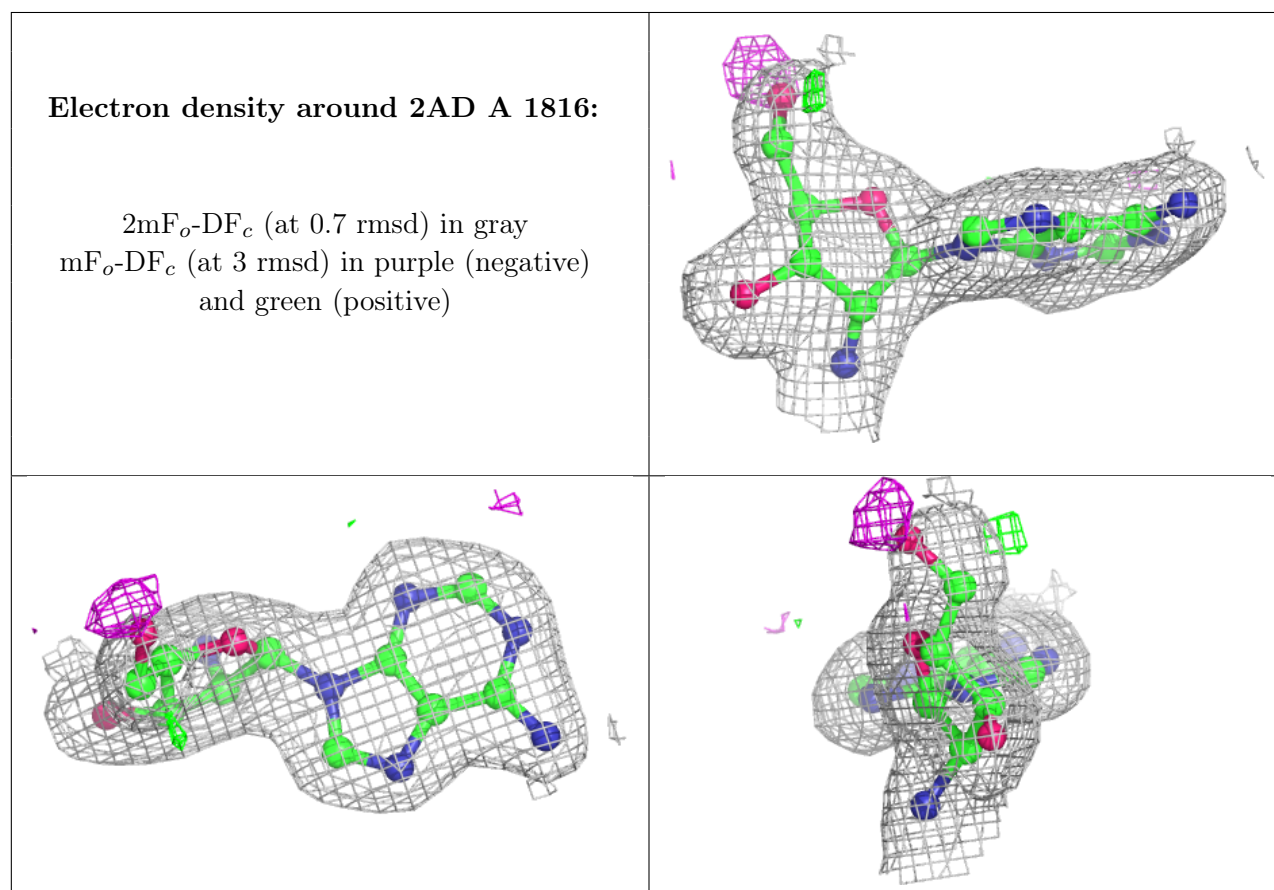 Electron density around 2AD A 1816:
2mFo-DFc (at 0.7 rmsd) in gray
mFo-DFc (at 3 rmsd) in purple (negative)
and green (positive)